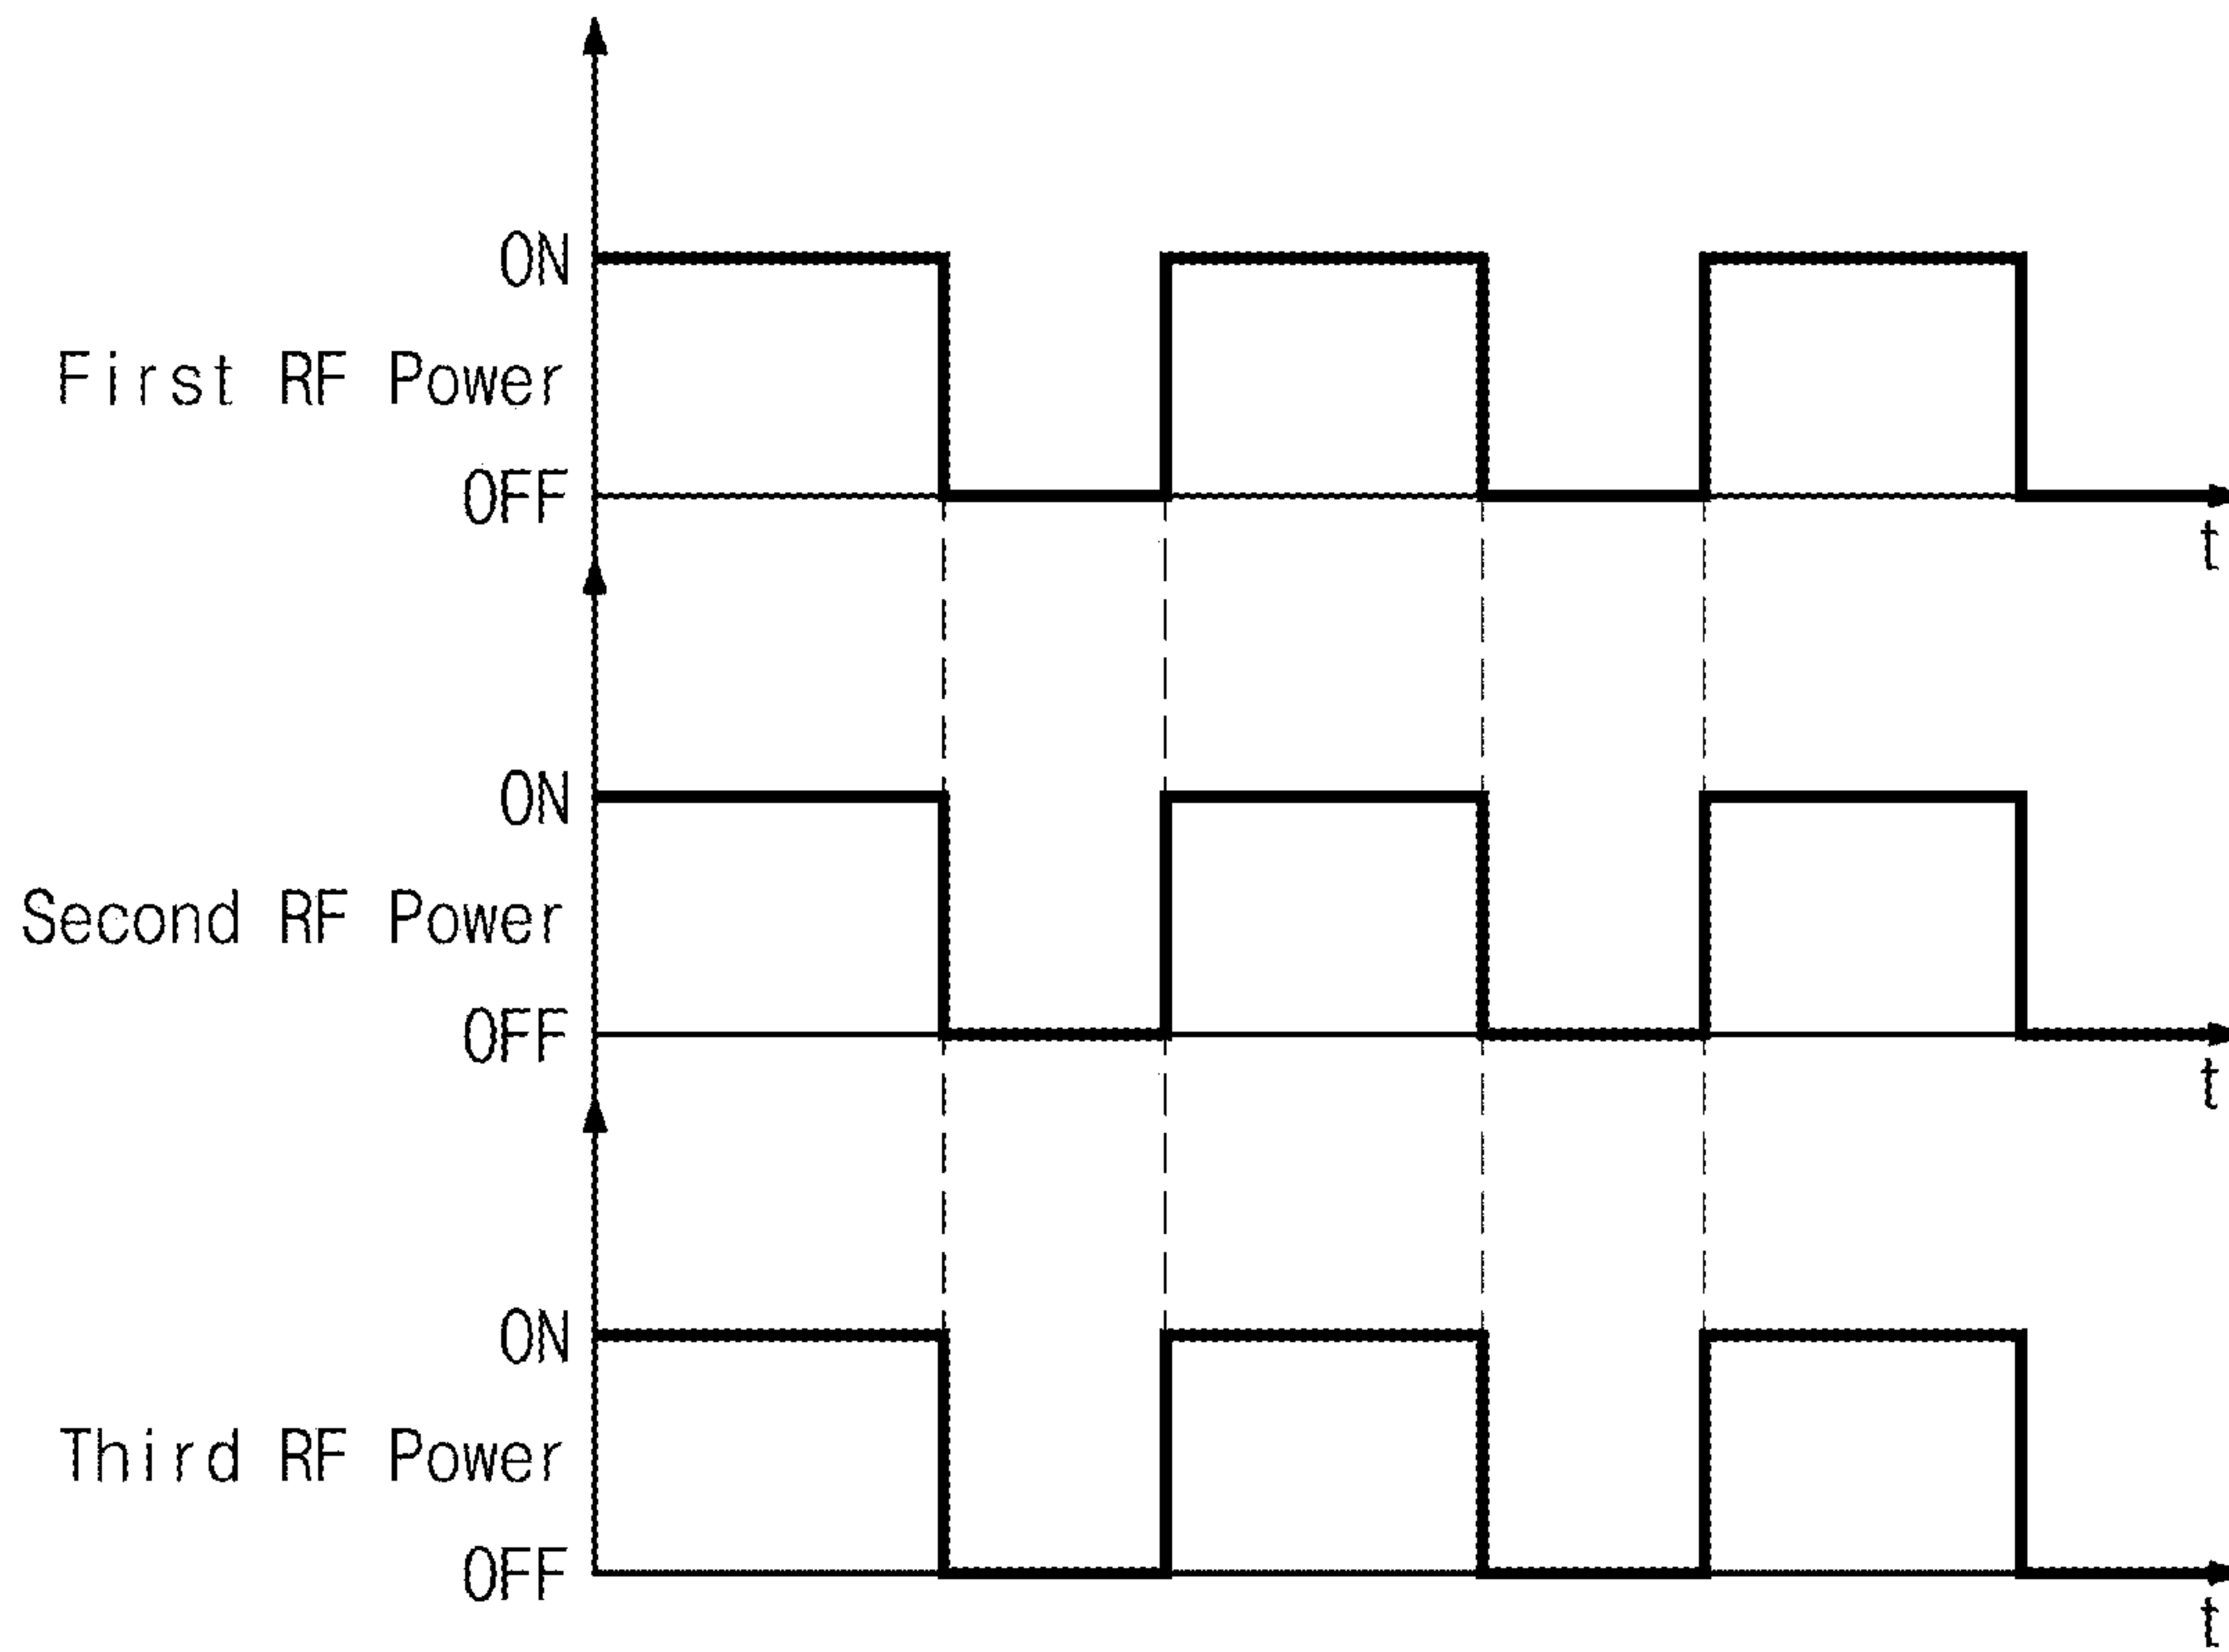 ON
First RF Power
OFF
t
ON
Second RF Power
OFF
t
ON
Third RF Power
OFF
t